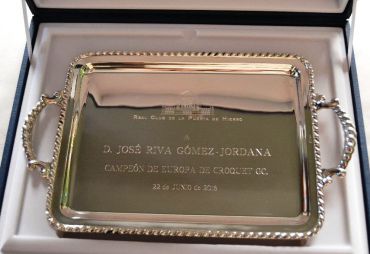 REAL CLUB DE LA PUERTA DE HIERRO
A
D. JOSÉ RIVA GÓMEZ-JORDANA
CAMPEÓN DE EUROPA DE CROQUET GC.
22 DE JUNIO DE 2018